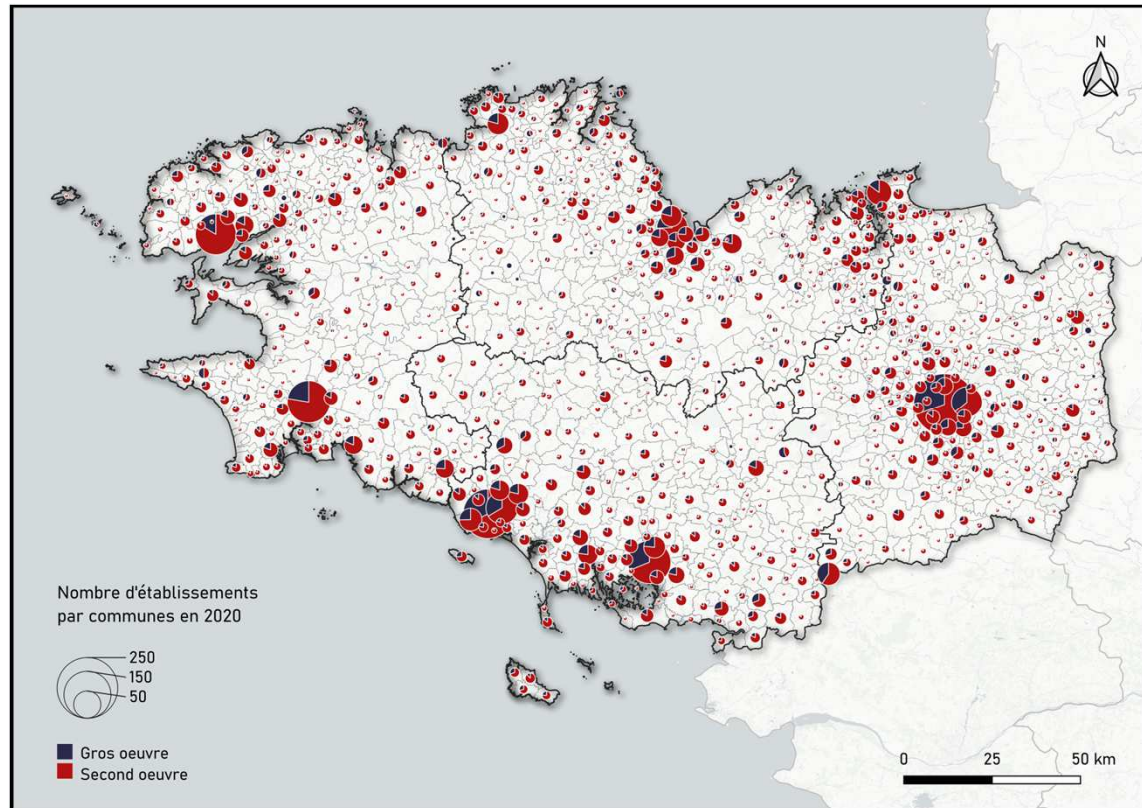 N
Nombre d'établissements
par communes en 2020
250
150
50
Gros oeuvre
Second oeuvre
0 25 50 km